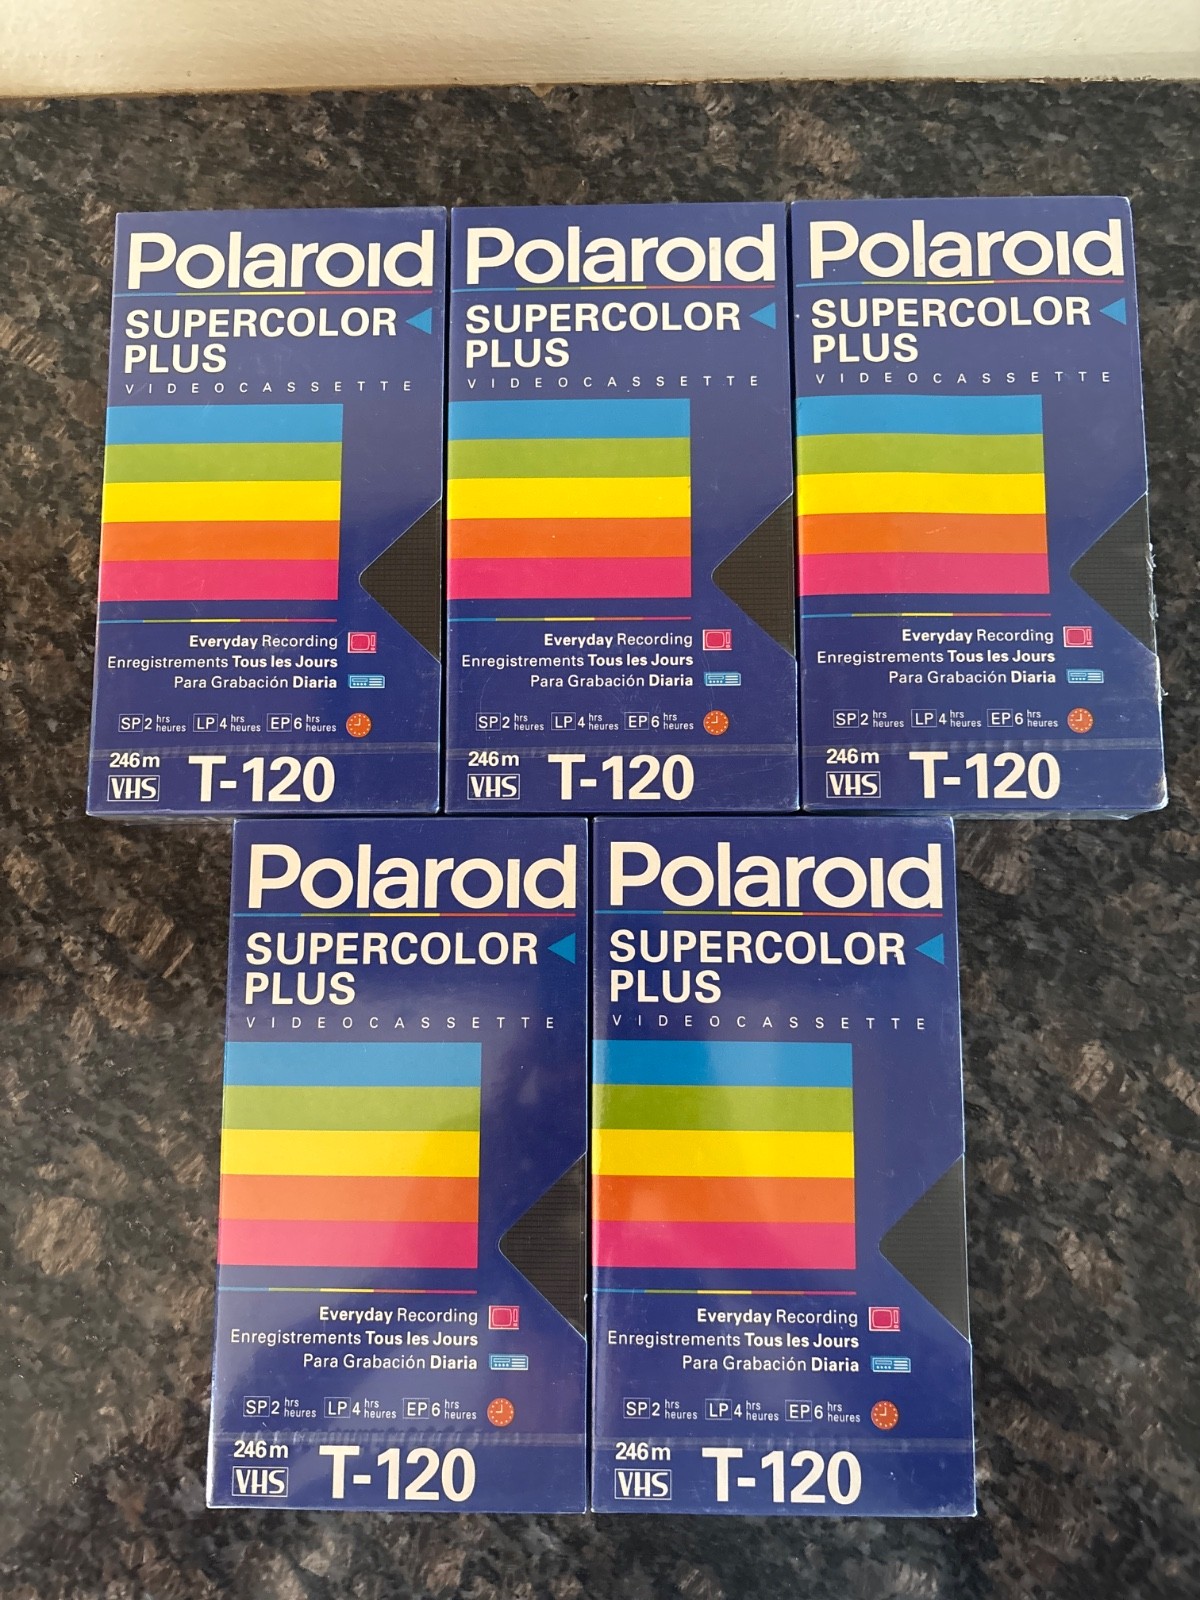 Polaroid
SUPERCOLOR
PLUS
VIDEOCASSETTE
Everyday Recording
Enregistrements Tous les Jours
Para Grabación Diaria
SP 2 hrs heures LP 4 hrs heures EP 6 hrs heures
246m
VHS T-120
Polaroid
SUPERCOLOR
PLUS
VIDEOCASSETTE
Everyday Recording
Enregistrements Tous les Jours
Para Grabación Diaria
SP 2 hrs heures LP 4 hrs heures EP 6 hrs heures
246m
VHS T-120
Polaroid
SUPERCOLOR
PLUS
VIDEOCASSETTE
Everyday Recording
Enregistrements Tous les Jours
Para Grabación Diaria
SP 2 hrs heures LP 4 hrs heures EP 6 hrs heures
246m
VHS T-120
Polaroid
SUPERCOLOR
PLUS
VIDEOCASSETTE
Everyday Recording
Enregistrements Tous les Jours
Para Grabación Diaria
SP 2 hrs heures LP 4 hrs heures EP 6 hrs heures
246m
VHS T-120
Polaroid
SUPERCOLOR
PLUS
VIDEOCASSETTE
Everyday Recording
Enregistrements Tous les Jours
Para Grabación Diaria
SP 2 hrs heures LP 4 hrs heures EP 6 hrs heures
246m
VHS T-120